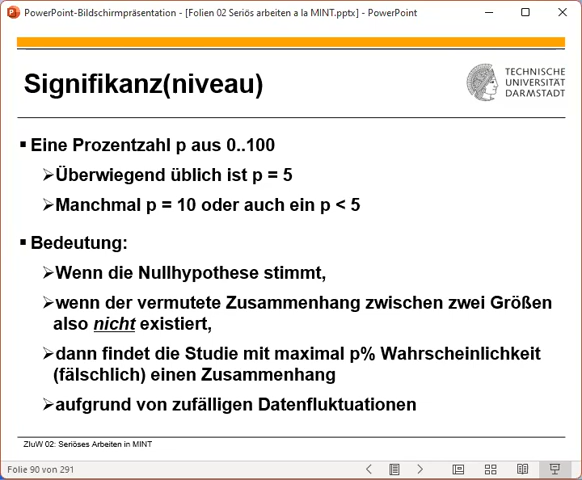 PowerPoint-Bildschirmpräsentation - [Folien 02 Seriös arbeiten a la MINT.pptx] - PowerPoint
Signifikanz(niveau)
TECHNISCHE
UNIVERSITÄT
DARMSTADT
▪ Eine Prozentzahl p aus 0..100
➢Überwiegend üblich ist p = 5
➢Manchmal p = 10 oder auch ein p < 5
▪ Bedeutung:
➢Wenn die Nullhypothese stimmt,
➢wenn der vermutete Zusammenhang zwischen zwei Größen
also nicht existiert,
➢dann findet die Studie mit maximal p% Wahrscheinlichkeit
(fälschlich) einen Zusammenhang
➢aufgrund von zufälligen Datenfluktuationen
ZIuW 02: Seriöses Arbeiten in MINT
Folie 90 von 291